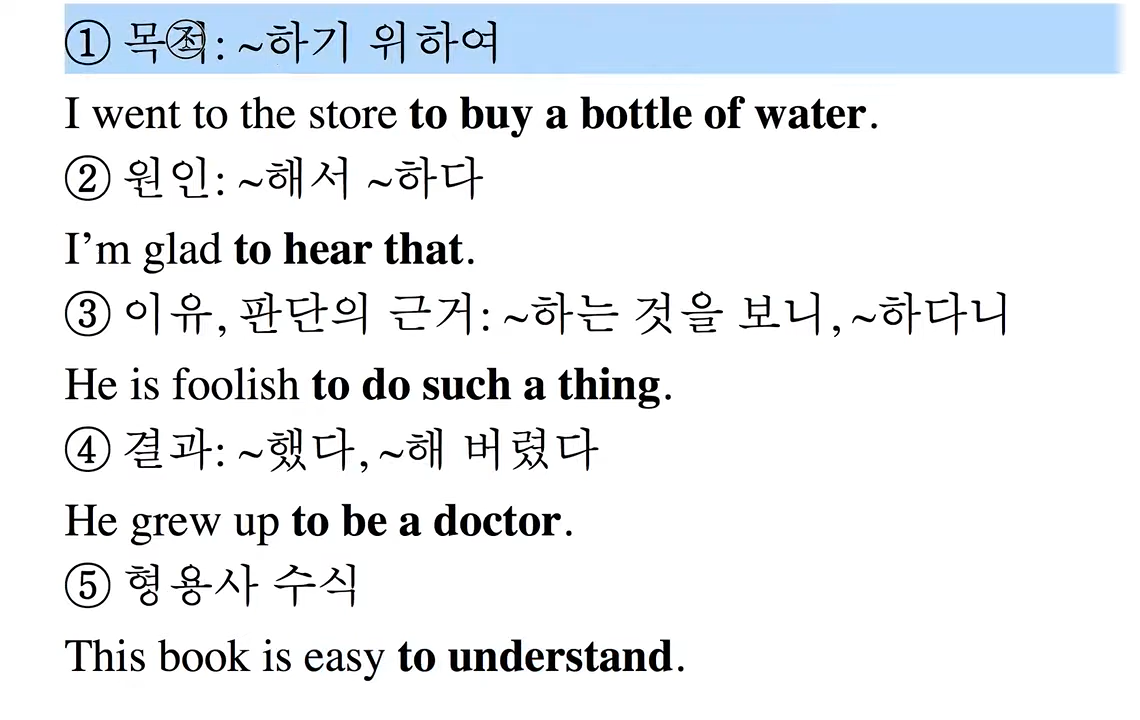 ① 목적: ~하기 위하여
I went to the store to buy a bottle of water.
② 원인: ~해서 ~하다
I’m glad to hear that.
③ 이유, 판단의 근거: ~하는 것을 보니, ~하다니
He is foolish to do such a thing.
④ 결과: ~했다, ~해 버렸다
He grew up to be a doctor.
⑤ 형용사 수식
This book is easy to understand.